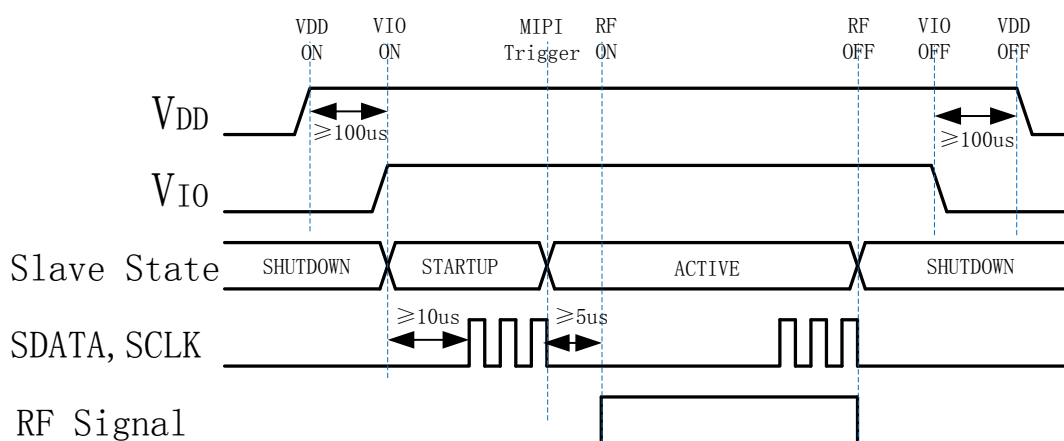 VDD ON
VIO ON
MIPI Trigger
RF ON
RF OFF
VIO OFF
VDD OFF
VDD
≥100us
≥100us
VIO
Slave State
SHUTDOWN
STARTUP
ACTIVE
SHUTDOWN
SDATA,SCLK
≥10us
≥5us
RF Signal